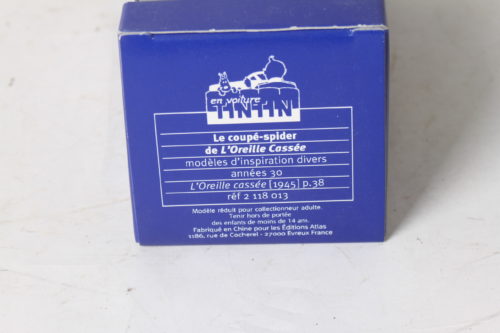 en voiture
TINTIN
Le coupé-spider
de L'Oreille Cassée
modèles d'inspiration divers
années 30
L'Oreille cassée (1945) p.38
réf 2 118 013
Modèle réduit pour collectionneur adulte.
Tenir hors de portée
des enfants de moins de 14 ans.
Fabriqué en Chine pour les Éditions Atlas
1186, rue de Cocherel - 27000 Evreux France